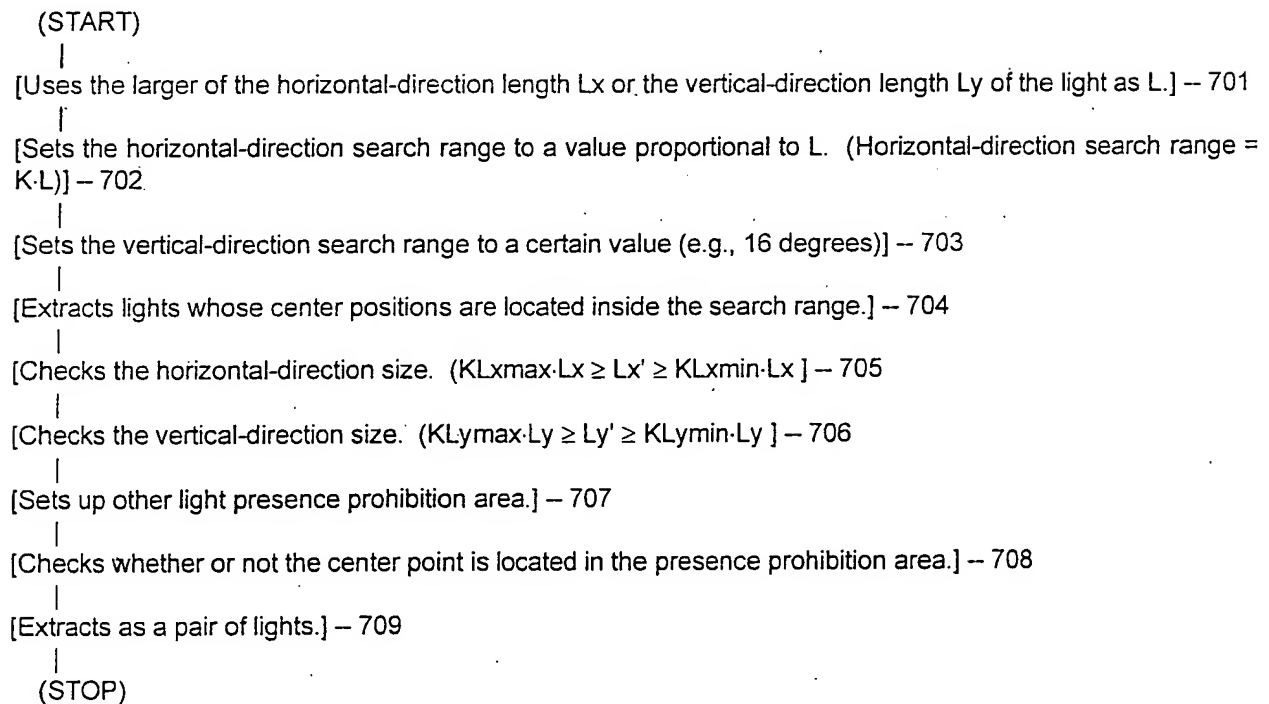 (START)
[Uses the larger of the horizontal-direction length Lx or the vertical-direction length Ly of the light as L.] -- 701
[Sets the horizontal-direction search range to a value proportional to L. (Horizontal-direction search range =
K·L)] – 702
[Sets the vertical-direction search range to a certain value (e.g., 16 degrees)] -- 703
[Extracts lights whose center positions are located inside the search range.] -- 704
[Checks the horizontal-direction size. (KLxmax·Lx ≥ Lx' ≥ KLxmin·Lx ] – 705
[Checks the vertical-direction size. (KLymax·Ly ≥ Ly' ≥ KLymin·Ly ] – 706
[Sets up other light presence prohibition area.] -- 707
[Checks whether or not the center point is located in the presence prohibition area.] -- 708
[Extracts as a pair of lights.] – 709
(STOP)